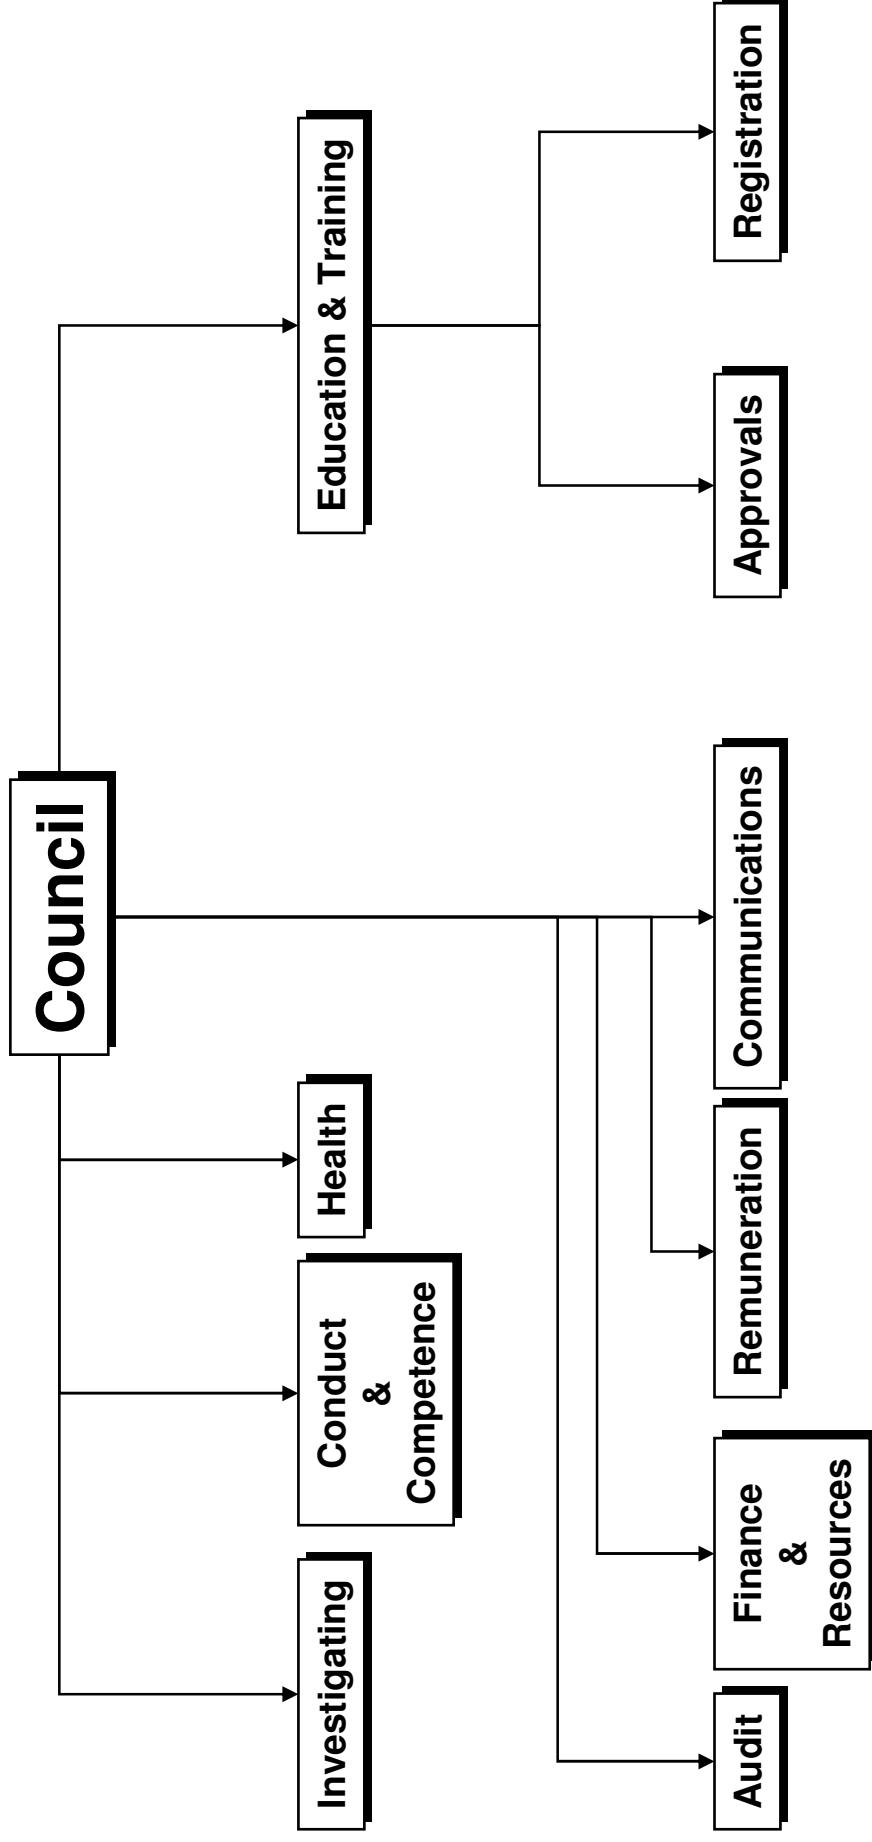 Council
Investigating
Conduct
&
Competence
Health
Education & Training
Audit
Finance
&
Resources
Remuneration
Communications
Approvals
Registration